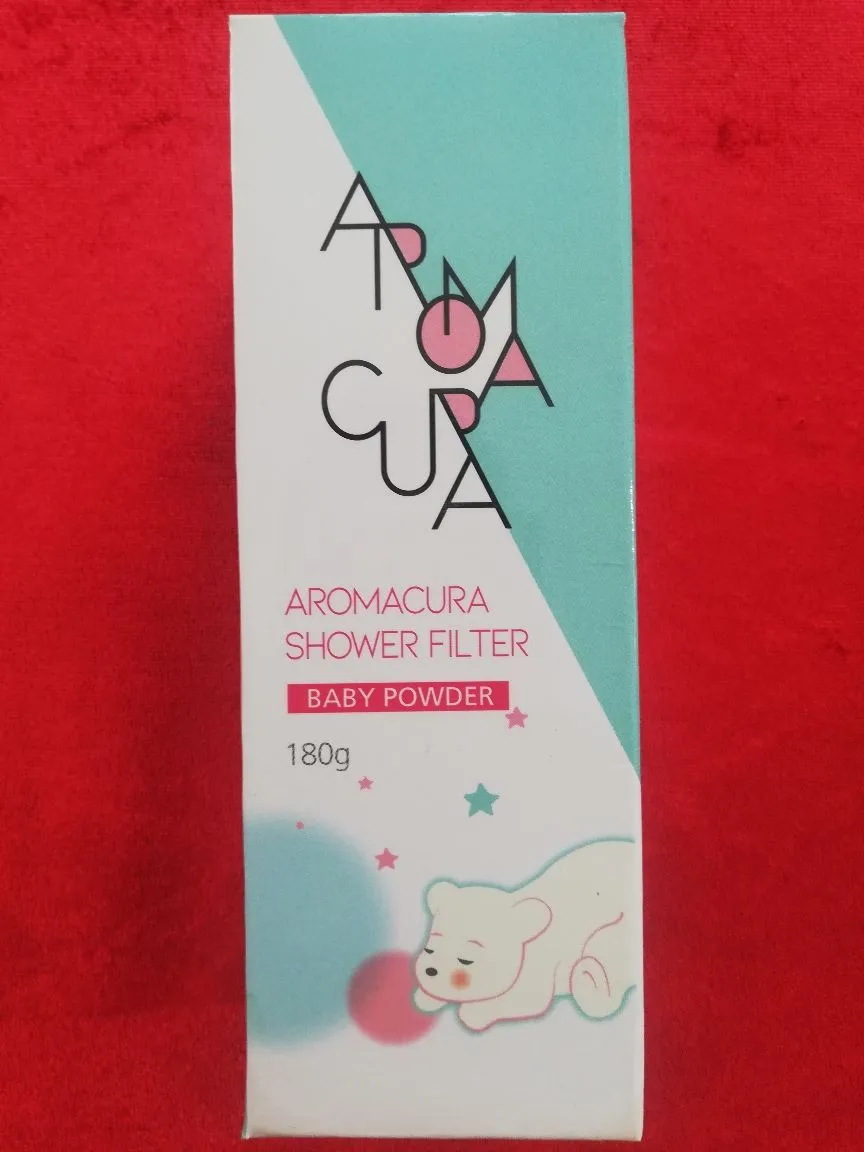 AROMA
CURA
AROMACURA
SHOWER FILTER
BABY POWDER
180g